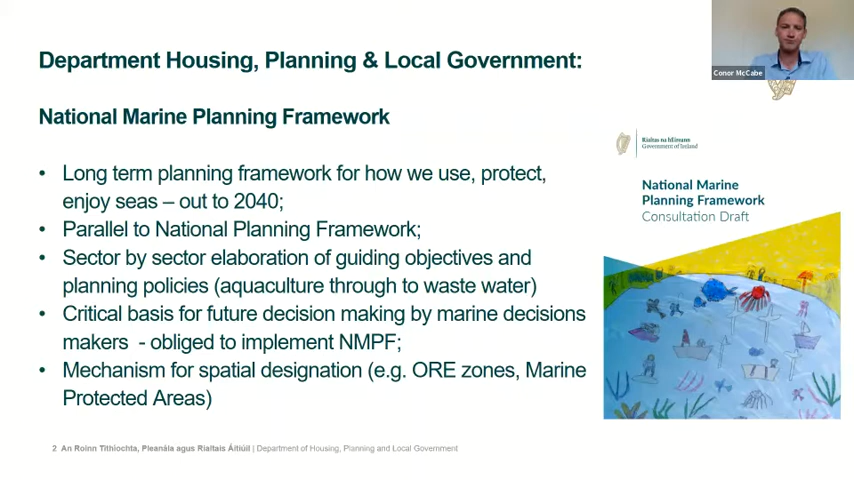 Department Housing, Planning & Local Government:
Conor McCabe
National Marine Planning Framework
• Long term planning framework for how we use, protect,
enjoy seas – out to 2040;
• Parallel to National Planning Framework;
• Sector by sector elaboration of guiding objectives and
planning policies (aquaculture through to waste water)
• Critical basis for future decision making by marine decisions
makers - obliged to implement NMPF;
• Mechanism for spatial designation (e.g. ORE zones, Marine
Protected Areas)
Rialtas na hÉireann
Government of Ireland
National Marine
Planning Framework
Consultation Draft
2 An Roinn Tithíochta, Pleanála agus Rialtais Áitiúil | Department of Housing, Planning and Local Government